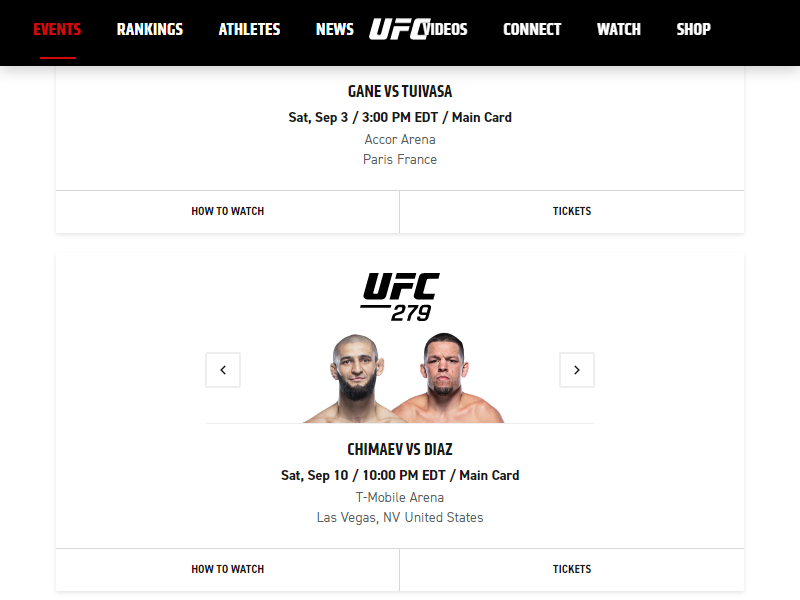 EVENTS RANKINGS ATHLETES NEWS UFC VIDEOS CONNECT WATCH SHOP
GANE VS TUIVASA
Sat, Sep 3 / 3:00 PM EDT / Main Card
Accor Arena
Paris France
HOW TO WATCH TICKETS
UFC
279
CHIMAEV VS DIAZ
Sat, Sep 10 / 10:00 PM EDT / Main Card
T-Mobile Arena
Las Vegas, NV United States
HOW TO WATCH TICKETS